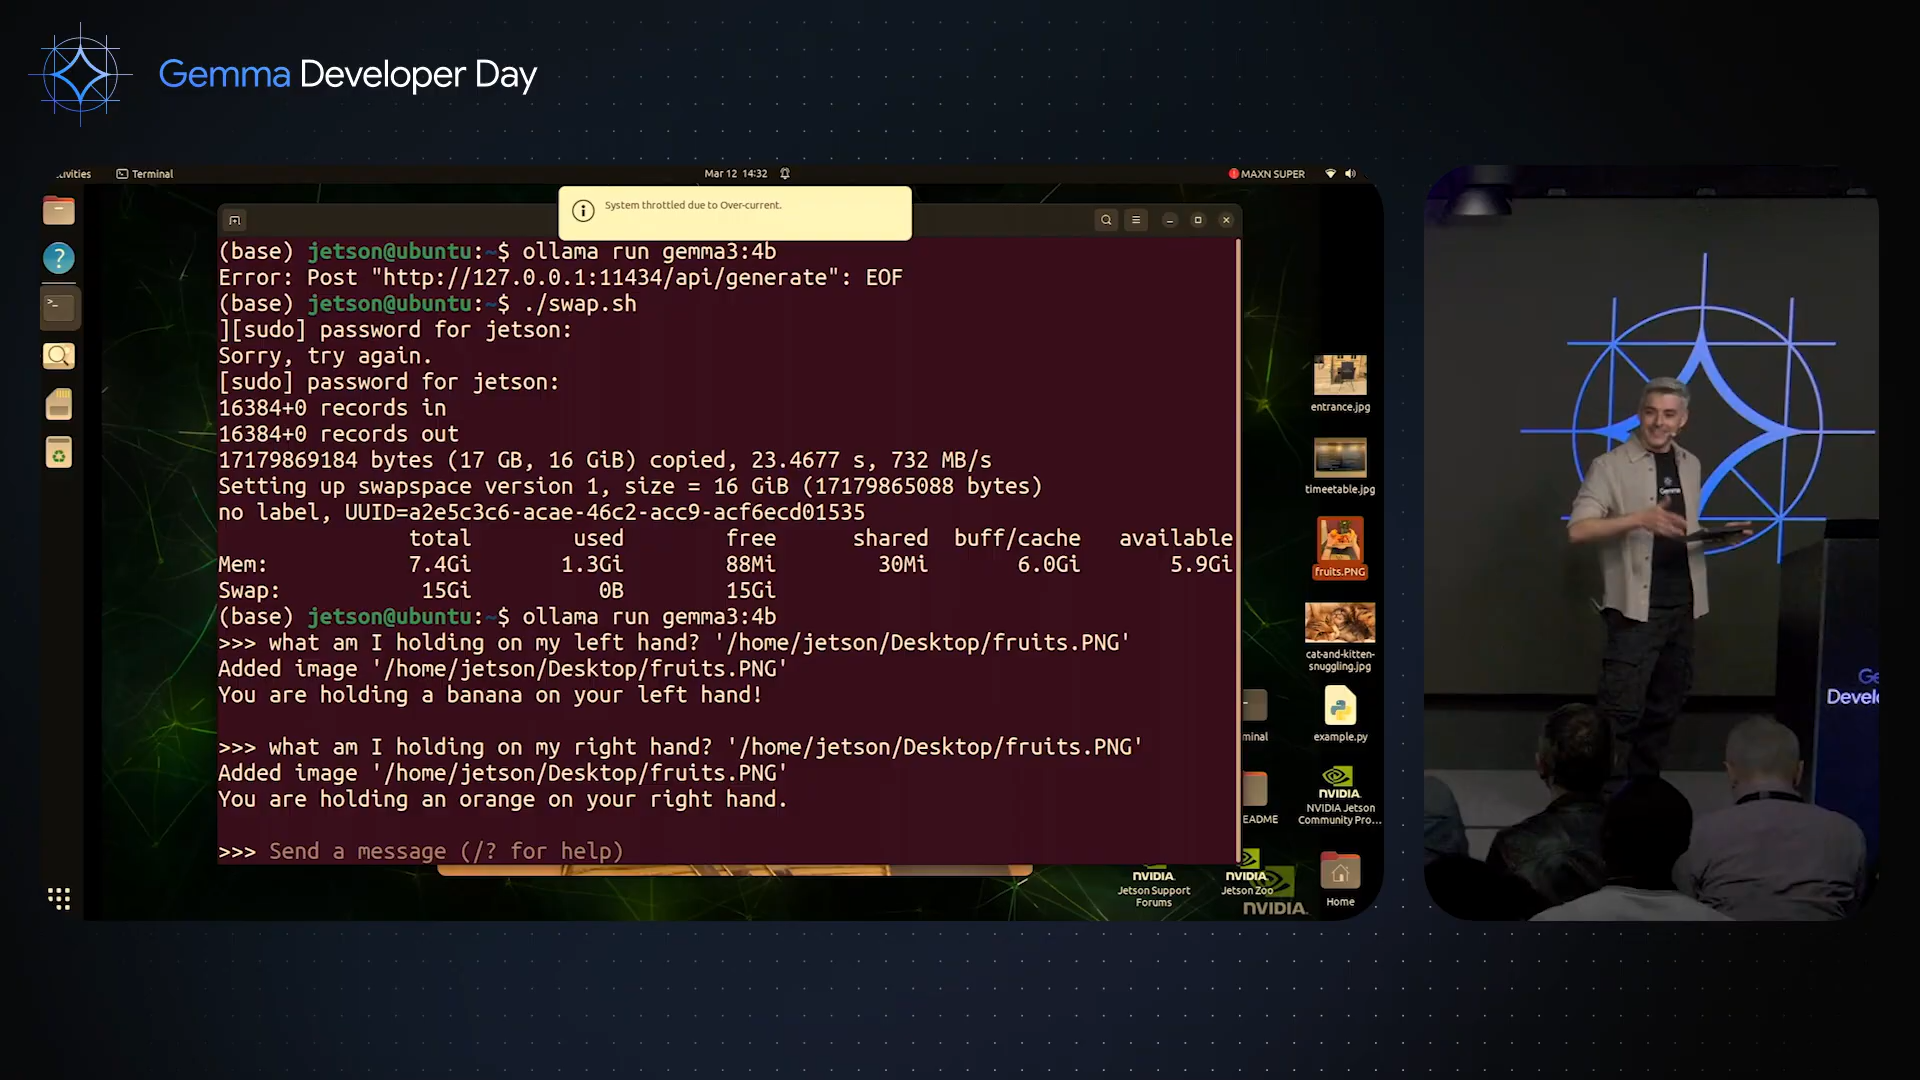 Gemma Developer Day
Terminal
Mar 12 14:32
MAXN SUPER
System throttled due to Over-current.
(base) jetson@ubuntu:~$ ollama run gemma3:4b
Error: Post "http://127.0.0.1:11434/api/generate": EOF
(base) jetson@ubuntu:~$ ./swap.sh
][sudo] password for jetson:
Sorry, try again.
[sudo] password for jetson:
16384+0 records in
16384+0 records out
17179869184 bytes (17 GB, 16 GiB) copied, 23.4677 s, 732 MB/s
Setting up swapspace version 1, size = 16 GiB (17179865088 bytes)
no label, UUID=a2e5c3c6-acae-46c2-acc9-acf6ecd01535
total used free shared buff/cache available
Mem: 7.4Gi 1.3Gi 88Mi 30Mi 6.0Gi 5.9Gi
Swap: 15Gi 0B 15Gi
(base) jetson@ubuntu:~$ ollama run gemma3:4b
>>> what am I holding on my left hand? '/home/jetson/Desktop/fruits.PNG'
Added image '/home/jetson/Desktop/fruits.PNG'
You are holding a banana on your left hand!
>>> what am I holding on my right hand? '/home/jetson/Desktop/fruits.PNG'
Added image '/home/jetson/Desktop/fruits.PNG'
You are holding an orange on your right hand.
>>> Send a message (/? for help)
entrance.jpg
timeetable.jpg
fruits.PNG
cat-and-kitten-
snuggling.jpg
minal
example.py
EADME
NVIDIA.
NVIDIA Jetson
Community Pro...
NVIDIA.
Jetson Support
Forums
NVIDIA.
Jetson Zoo
NVIDIA.
Home
Gemma
Ge
Develo